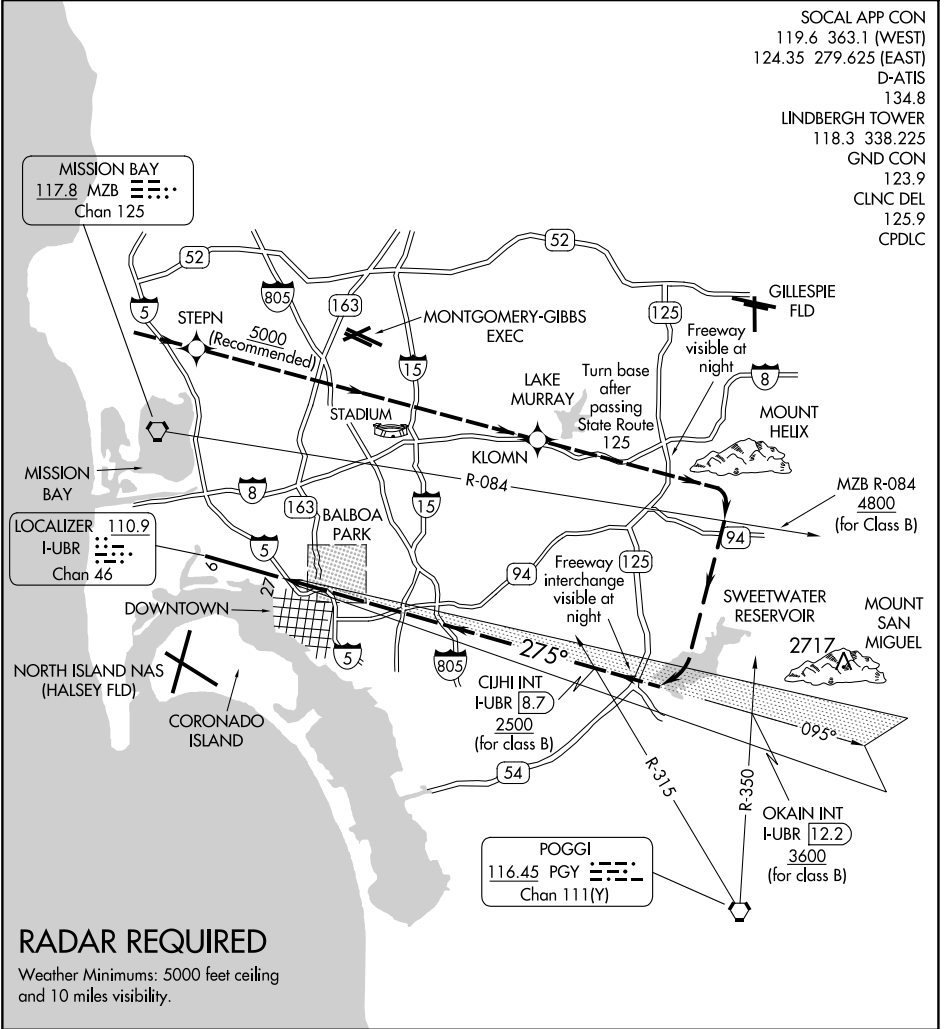 SOCAL APP CON
119.6 363.1 (WEST)
124.35 279.625 (EAST)
D-ATIS
134.8
LINDBERGH TOWER
118.3 338.225
GND CON
123.9
CLNC DEL
125.9
CPDLC
MISSION BAY
117.8 MZB
Chan 125
52
52
5
805
163
125
GILLESPIE
FLD
STEPN
5000
(Recommended)
MONTGOMERY-GIBBS
EXEC
15
Freeway
visible at
night
8
LAKE
MURRAY
Turn base
after
passing
State Route
125
STADIUM
KLOMN
MOUNT
HELIX
MISSION
BAY
8
R-084
MZB R-084
4800
(for Class B)
163
15
94
LOCALIZER 110.9
I-UBR
Chan 46
9
27
5
BALBOA
PARK
94
125
Freeway
interchange
visible at
night
DOWNTOWN
SWEETWATER
RESERVOIR
MOUNT
SAN
MIGUEL
2717
5
805
275°
NORTH ISLAND NAS
(HALSEY FLD)
CORONADO
ISLAND
CIJHI INT
I-UBR 8.7
2500
(for class B)
095°
54
R-315
R-350
OKAIN INT
I-UBR 12.2
3600
(for class B)
POGGI
116.45 PGY
Chan 111(Y)
RADAR REQUIRED
Weather Minimums: 5000 feet ceiling
and 10 miles visibility.